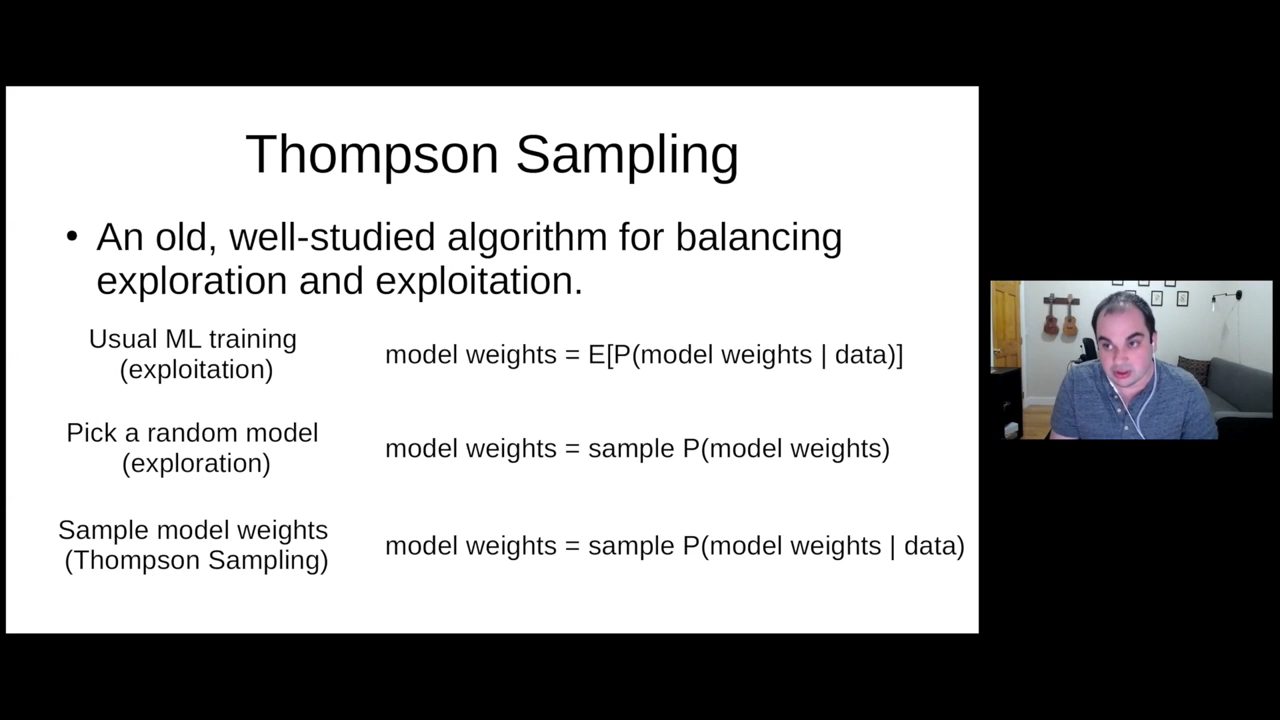 Thompson Sampling
• An old, well-studied algorithm for balancing
exploration and exploitation.
Usual ML training
(exploitation)
model weights = E[P(model weights | data)]
Pick a random model
(exploration)
model weights = sample P(model weights)
Sample model weights
(Thompson Sampling)
model weights = sample P(model weights | data)